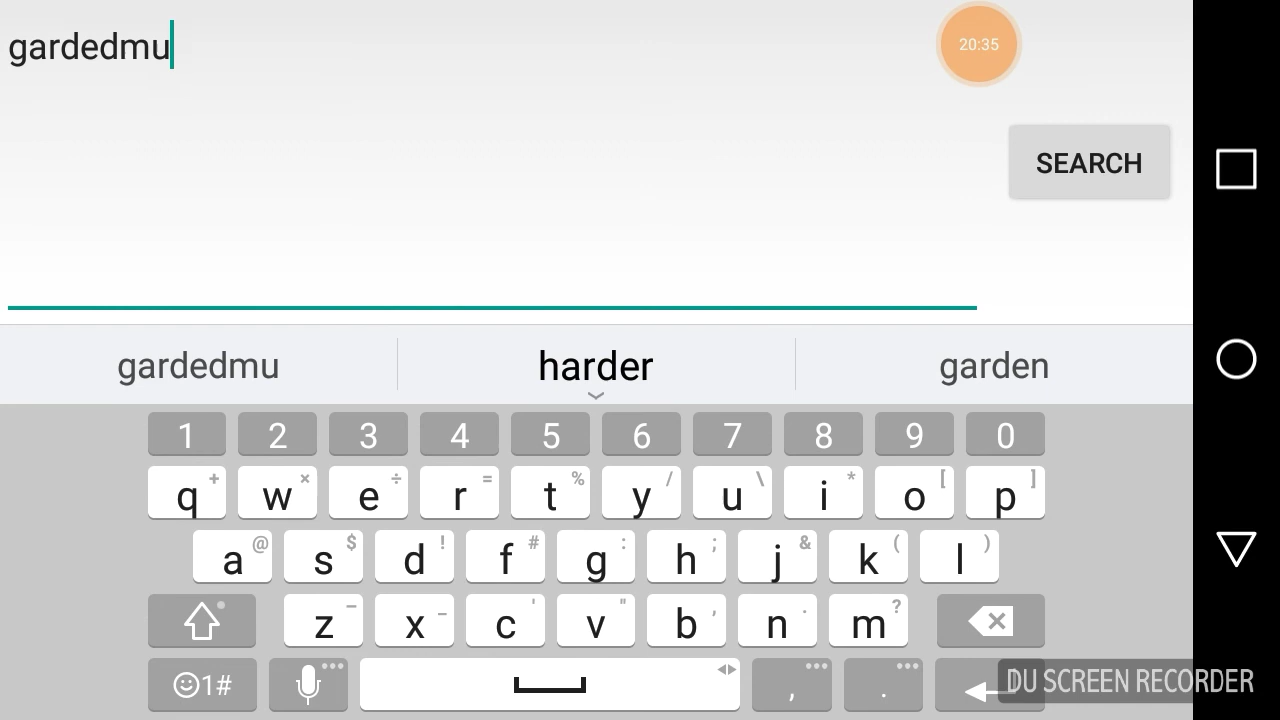 gardedmu
20:35
SEARCH
gardedmu harder garden
1 2 3 4 5 6 7 8 9 0
q + w × e ÷ r = t % y / u \ i * o [ p ]
a @ s $ d ! f # g : h ; j & k ( l )
z – x _ c ' v " b , n . m ?
1# , .
DU SCREEN RECORDER